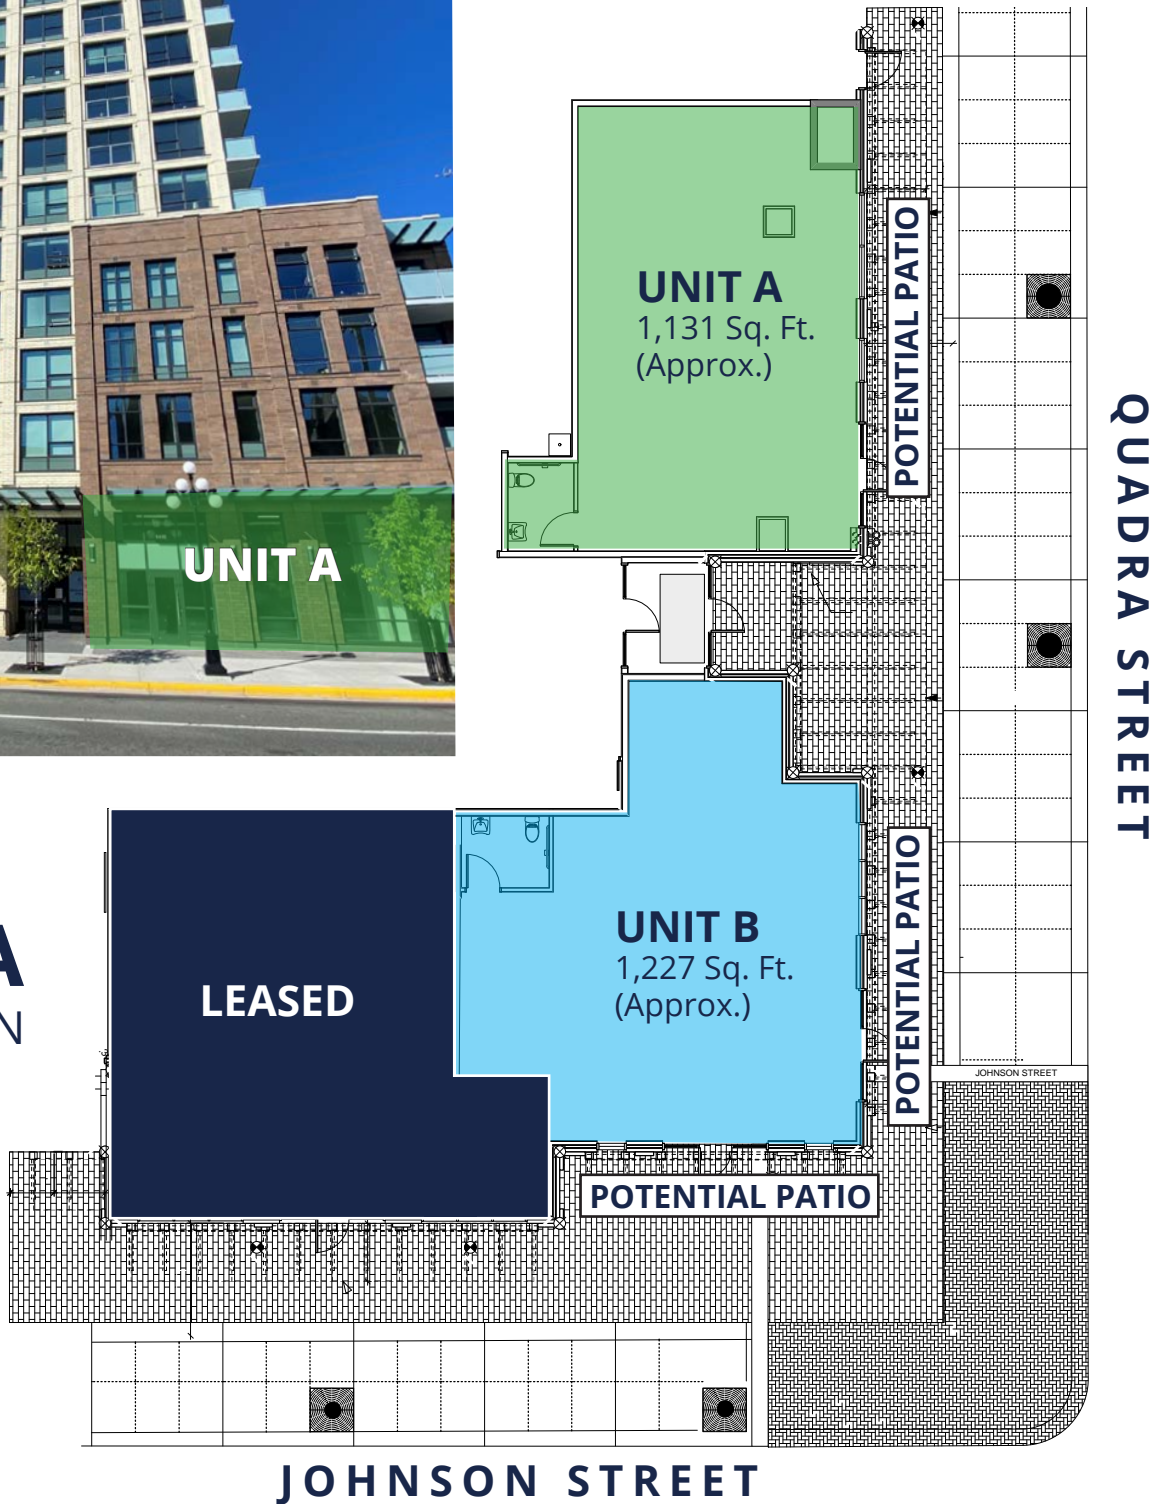 UNIT A
1,131 Sq. Ft.
(Approx.)
POTENTIAL PATIO
QUADRA STREET
UNIT A
UNIT B
1,227 Sq. Ft.
(Approx.)
POTENTIAL PATIO
LEASED
A
N
JOHNSON STREET
POTENTIAL PATIO
JOHNSON STREET